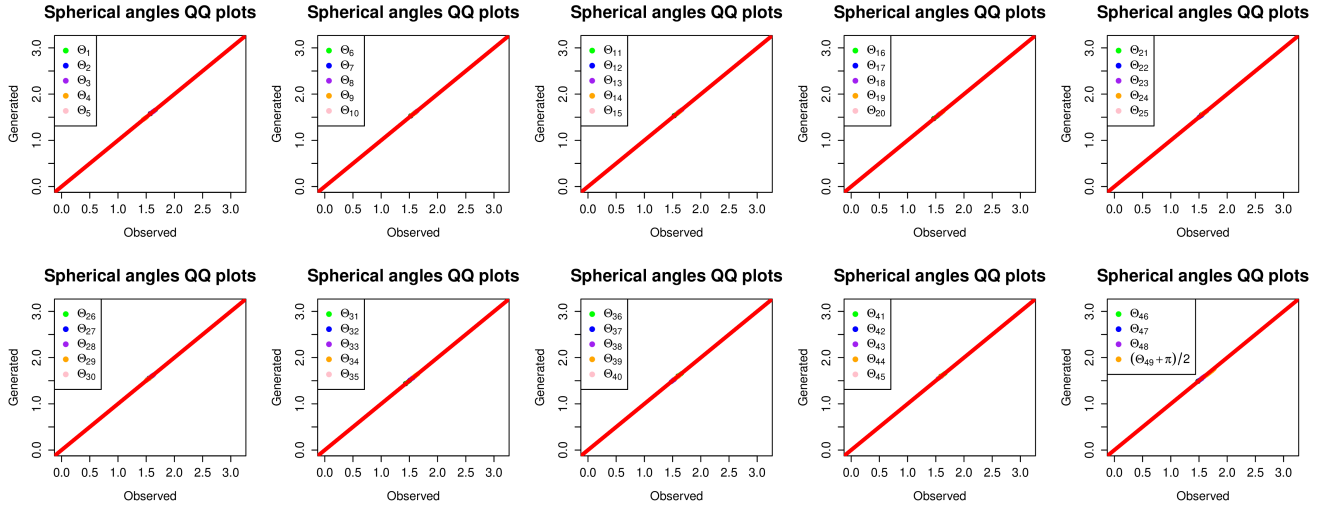 Spherical angles QQ plots
Generated
3.0
2.0
1.0
0.0
Θ1
Θ2
Θ3
Θ4
Θ5
0.0 0.5 1.0 1.5 2.0 2.5 3.0
Observed
Spherical angles QQ plots
Generated
3.0
2.0
1.0
0.0
Θ6
Θ7
Θ8
Θ9
Θ10
0.0 0.5 1.0 1.5 2.0 2.5 3.0
Observed
Spherical angles QQ plots
Generated
3.0
2.0
1.0
0.0
Θ11
Θ12
Θ13
Θ14
Θ15
0.0 0.5 1.0 1.5 2.0 2.5 3.0
Observed
Spherical angles QQ plots
Generated
3.0
2.0
1.0
0.0
Θ16
Θ17
Θ18
Θ19
Θ20
0.0 0.5 1.0 1.5 2.0 2.5 3.0
Observed
Spherical angles QQ plots
Generated
3.0
2.0
1.0
0.0
Θ21
Θ22
Θ23
Θ24
Θ25
0.0 0.5 1.0 1.5 2.0 2.5 3.0
Observed
Spherical angles QQ plots
Generated
3.0
2.0
1.0
0.0
Θ26
Θ27
Θ28
Θ29
Θ30
0.0 0.5 1.0 1.5 2.0 2.5 3.0
Observed
Spherical angles QQ plots
Generated
3.0
2.0
1.0
0.0
Θ31
Θ32
Θ33
Θ34
Θ35
0.0 0.5 1.0 1.5 2.0 2.5 3.0
Observed
Spherical angles QQ plots
Generated
3.0
2.0
1.0
0.0
Θ36
Θ37
Θ38
Θ39
Θ40
0.0 0.5 1.0 1.5 2.0 2.5 3.0
Observed
Spherical angles QQ plots
Generated
3.0
2.0
1.0
0.0
Θ41
Θ42
Θ43
Θ44
Θ45
0.0 0.5 1.0 1.5 2.0 2.5 3.0
Observed
Spherical angles QQ plots
Generated
3.0
2.0
1.0
0.0
Θ46
Θ47
Θ48
(Θ49+π)/2
0.0 0.5 1.0 1.5 2.0 2.5 3.0
Observed